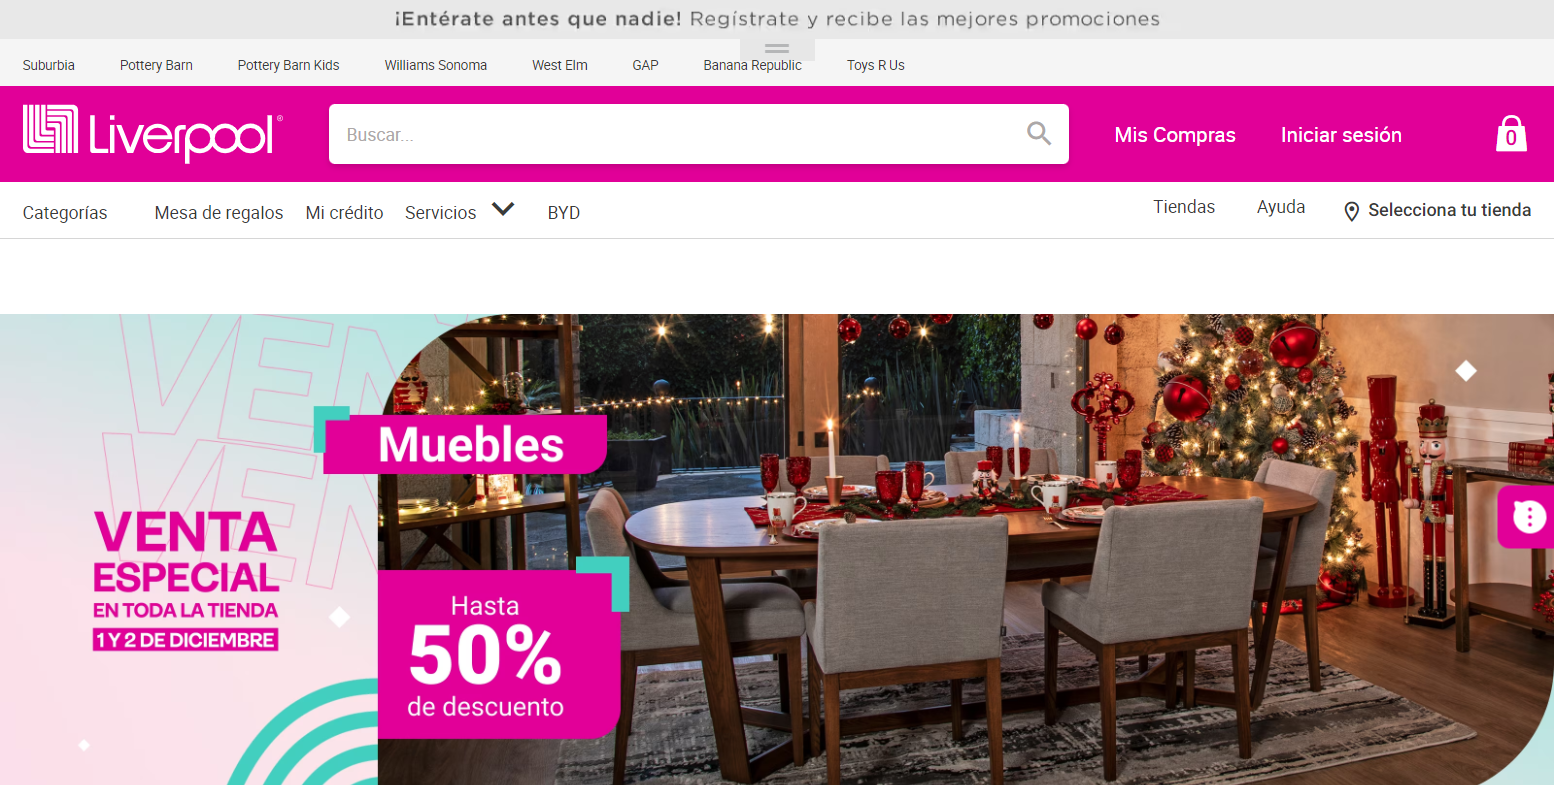 ¡Entérate antes que nadie! Regístrate y recibe las mejores promociones
Suburbia Pottery Barn Pottery Barn Kids Williams Sonoma West Elm GAP Banana Republic Toys R Us
Liverpool®
Buscar...
Mis Compras Iniciar sesión 0
Categorías Mesa de regalos Mi crédito Servicios BYD Tiendas Ayuda Selecciona tu tienda
VEN
VEN
Muebles
VENTA
ESPECIAL
EN TODA LA TIENDA
1 Y 2 DE DICIEMBRE
Hasta
50%
de descuento